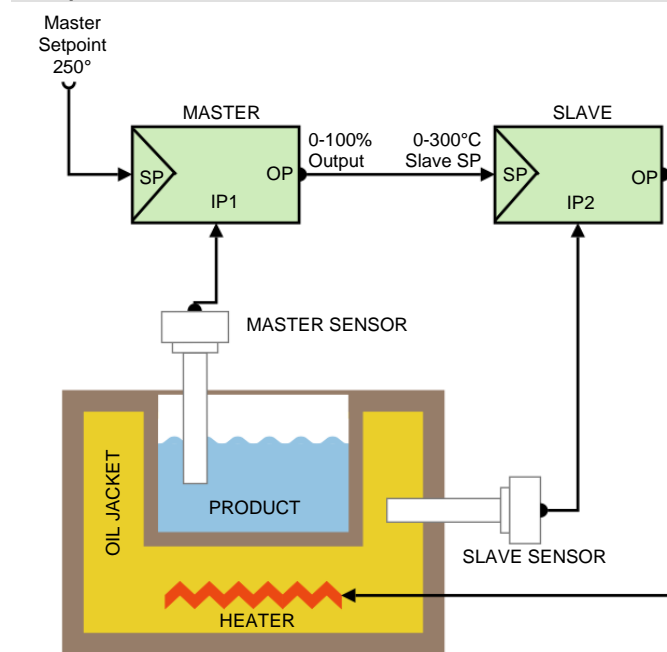 Master
Setpoint
250°
MASTER
SLAVE
0-100%
Output
0-300°C
Slave SP
SP
OP
IP1
SP
OP
IP2
MASTER SENSOR
OIL JACKET
PRODUCT
SLAVE SENSOR
HEATER